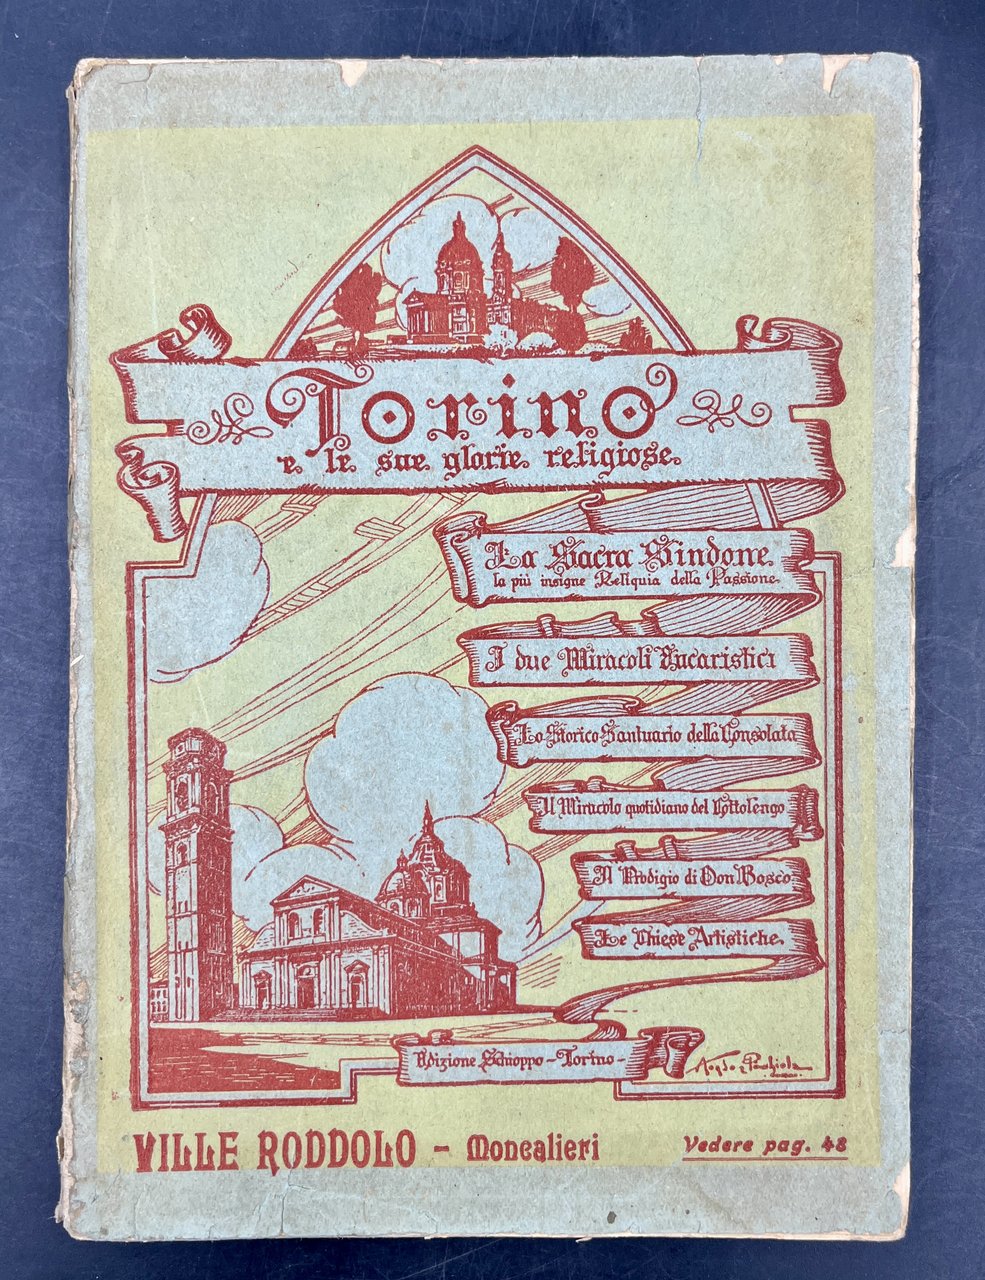 Torino
e le sue glorie religiose
La Sacra Sindone
la più insigne Reliquia della Passione
I due Miracoli Eucaristici
Lo Storico Santuario della Consolata
Il Miracolo quotidiano del Cottolengo
Il Prodigio di Don Bosco
Le Chiese Artistiche
Edizione Schioppo - Torino -
VILLE RODDOLO - Moncalieri
Vedere pag. 48